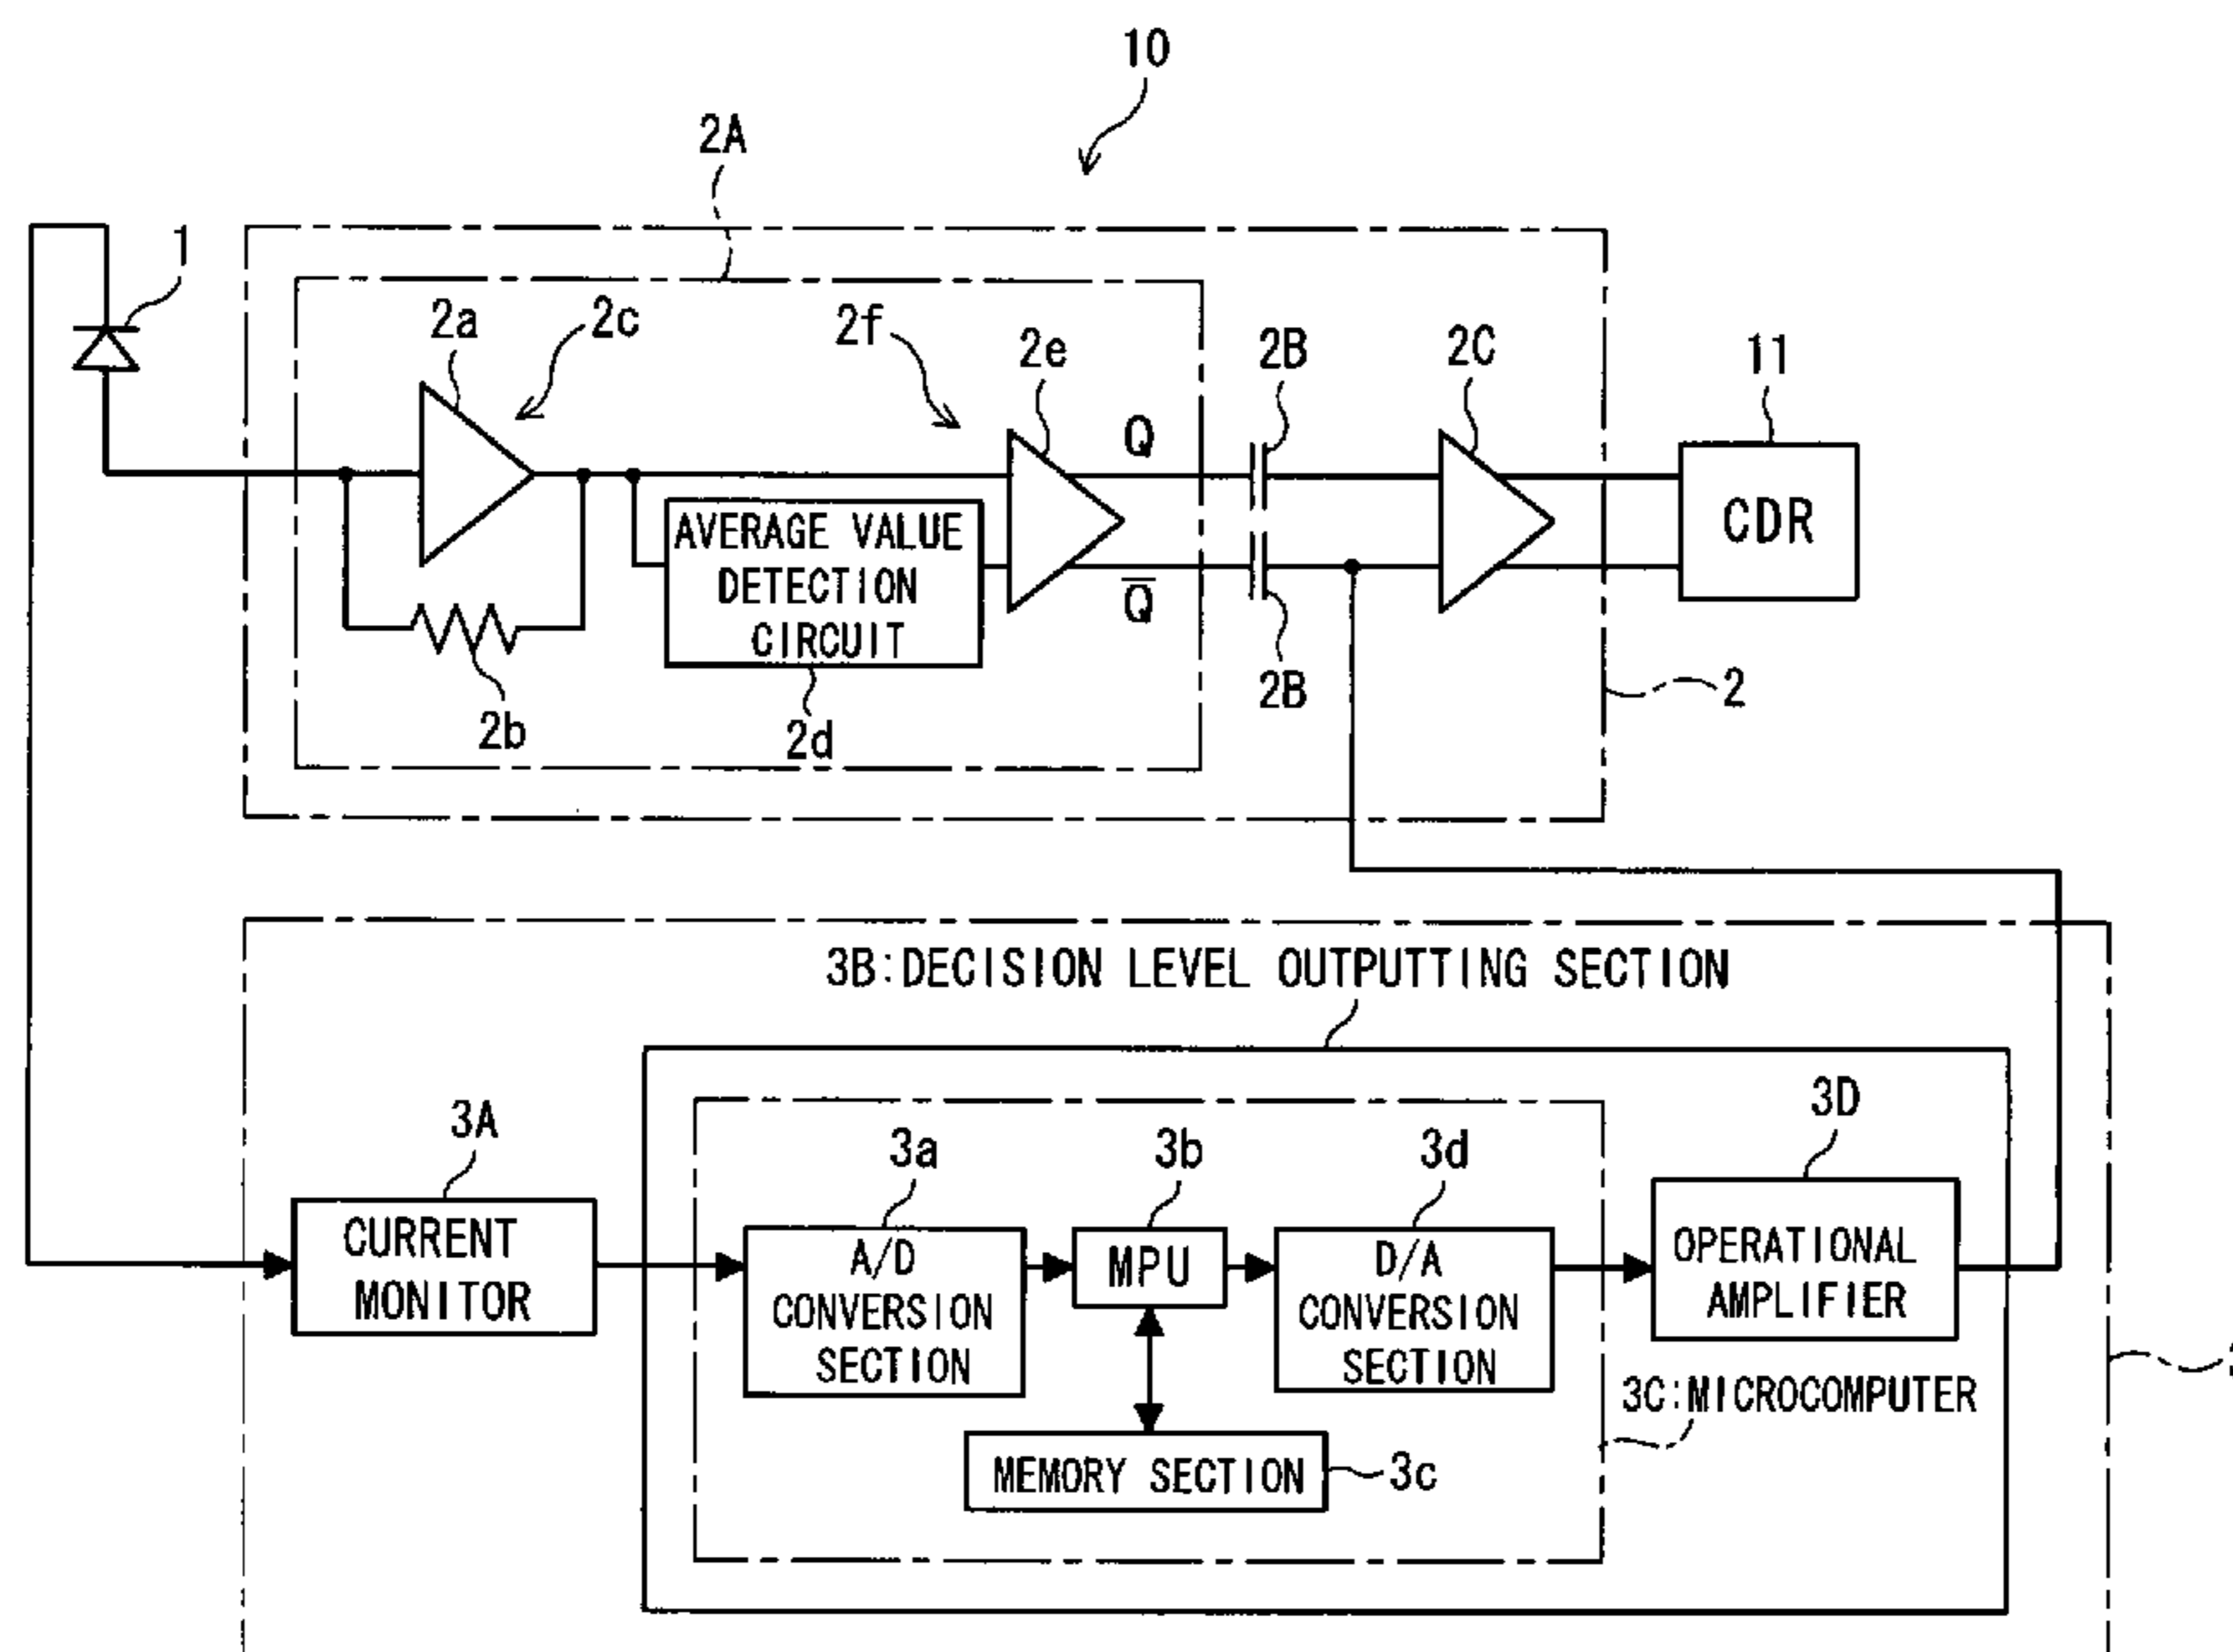 10
2A
1
2a
2c
2f
2e
2B
2C
11
Q
CDR
AVERAGE VALUE
DETECTION
CIRCUIT
Q̅
2b
2d
2B
2
3B:DECISION LEVEL OUTPUTTING SECTION
3A
3a
3b
3d
3D
CURRENT
MONITOR
A/D
CONVERSION
SECTION
MPU
D/A
CONVERSION
SECTION
OPERATIONAL
AMPLIFIER
3C:MICROCOMPUTER
MEMORY SECTION
3c